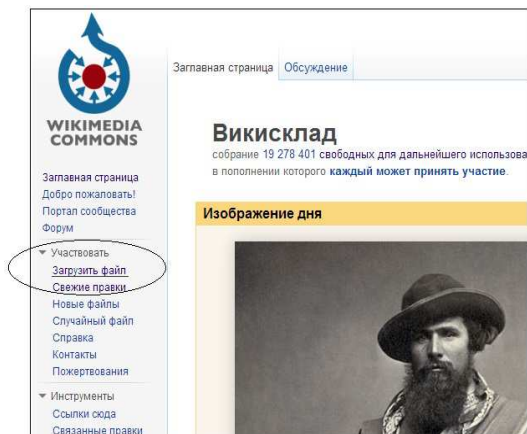 WIKIMEDIA
COMMONS
Заглавная страница
Добро пожаловать!
Портал сообщества
Форум
Участвовать
Загрузить файл
Свежие правки
Новые файлы
Случайный файл
Справка
Контакты
Пожертвования
Инструменты
Ссылки сюда
Связанные правки
Заглавная страница Обсуждение
Викисклад
собрание 19 278 401 свободных для дальнейшего использова
в пополнении которого каждый может принять участие.
Изображение дня